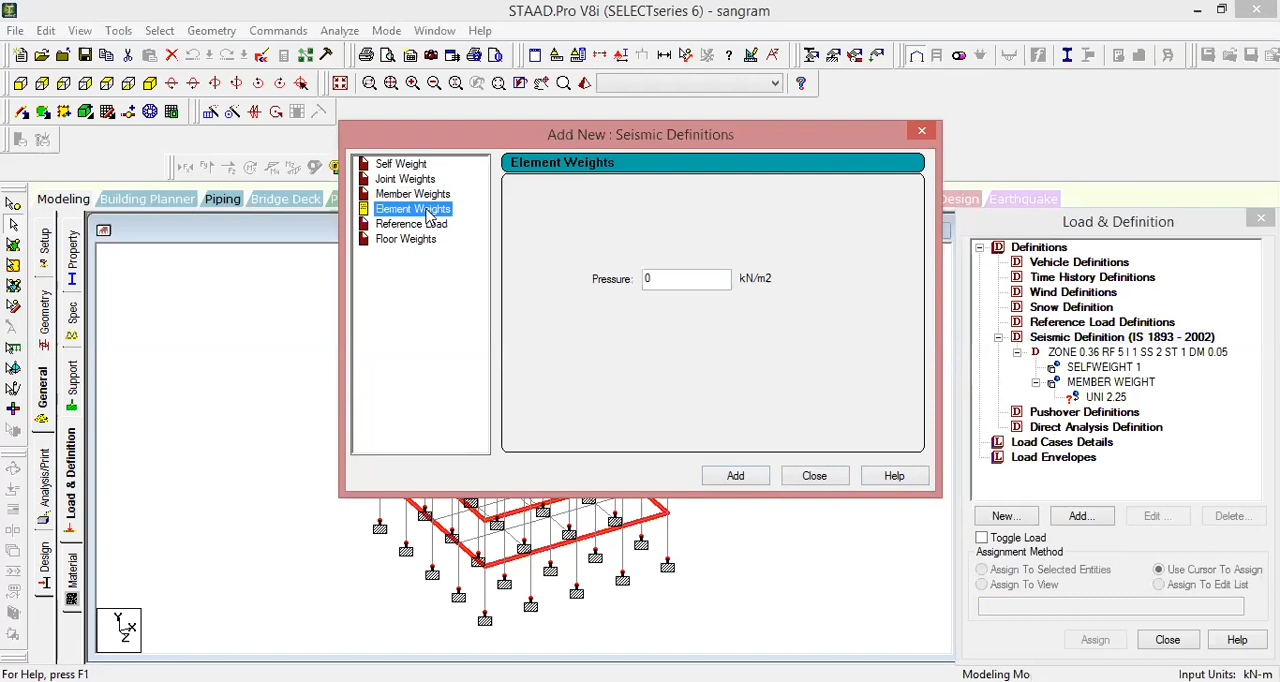 STAAD.Pro V8i (SELECTseries 6) - sangram
File Edit View Tools Select Geometry Commands Analyze Mode Window Help
Modeling Building Planner Piping Bridge Deck
Design Earthquake
Add New : Seismic Definitions
Self Weight
Joint Weights
Member Weights
Element Weights
Reference Load
Floor Weights
Element Weights
Pressure: 0 kN/m2
Add Close Help
Setup
Geometry
General
Analysis/Print
Design
Property
Spec
Support
Load & Definition
Material
Load & Definition
Definitions
Vehicle Definitions
Time History Definitions
Wind Definitions
Snow Definition
Reference Load Definitions
Seismic Definition (IS 1893 - 2002)
ZONE 0.36 RF 5 I 1 SS 2 ST 1 DM 0.05
SELFWEIGHT 1
MEMBER WEIGHT
UNI 2.25
Pushover Definitions
Direct Analysis Definition
Load Cases Details
Load Envelopes
New... Add... Edit ... Delete...
Toggle Load
Assignment Method
Assign To Selected Entities Use Cursor To Assign
Assign To View Assign To Edit List
Assign Close Help
Y
X
Z
For Help, press F1 Modeling Mo Input Units: kN-m